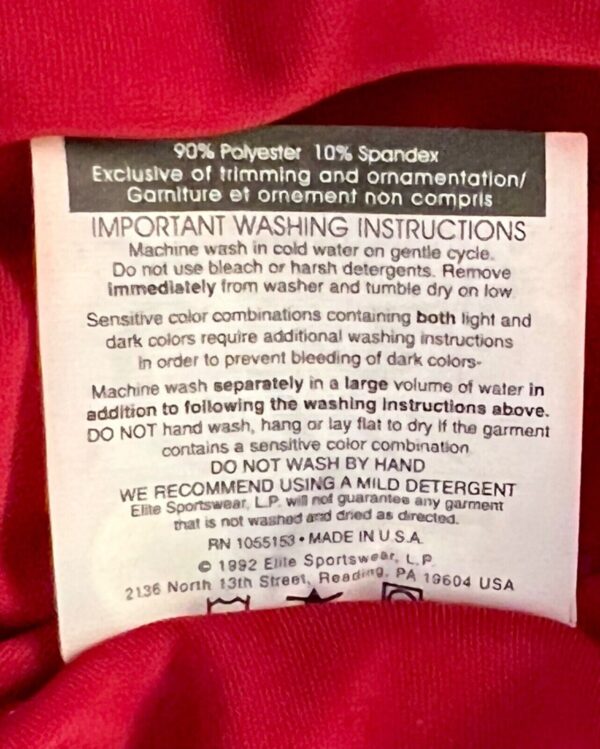 90% Polyester 10% Spandex
Exclusive of trimming and ornamentation/
Garniture et ornement non compris
IMPORTANT WASHING INSTRUCTIONS
Machine wash in cold water on gentle cycle.
Do not use bleach or harsh detergents. Remove
immediately from washer and tumble dry on low
Sensitive color combinations containing both light and
dark colors require additional washing instructions
in order to prevent bleeding of dark colors-
Machine wash separately in a large volume of water in
addition to following the washing instructions above.
DO NOT hand wash, hang or lay flat to dry if the garment
contains a sensitive color combination
DO NOT WASH BY HAND
WE RECOMMEND USING A MILD DETERGENT
Elite Sportswear, L.P. will not guarantee any garment
that is not washed and dried as directed.
RN 1055153 • MADE IN U.S.A.
© 1992 Elite Sportswear, L.P.
2136 North 13th Street, Reading, PA 19604 USA